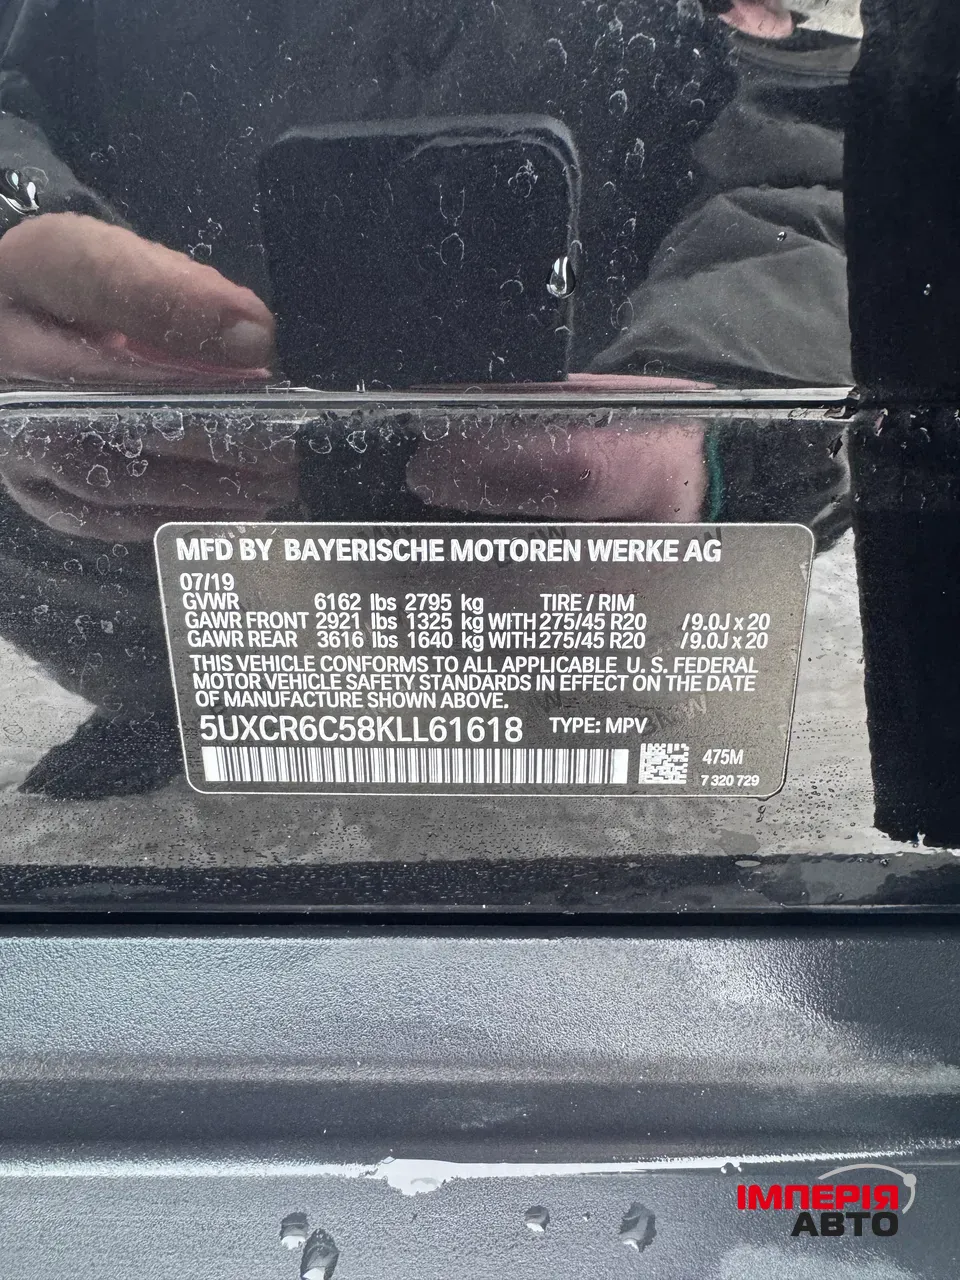 MFD BY BAYERISCHE MOTOREN WERKE AG
07/19
GVWR 6162 lbs 2795 kg TIRE / RIM
GAWR FRONT 2921 lbs 1325 kg WITH 275/45 R20 /9.0J x 20
GAWR REAR 3616 lbs 1640 kg WITH 275/45 R20 /9.0J x 20
THIS VEHICLE CONFORMS TO ALL APPLICABLE U. S. FEDERAL
MOTOR VEHICLE SAFETY STANDARDS IN EFFECT ON THE DATE
OF MANUFACTURE SHOWN ABOVE.
5UXCR6C58KLL61618 TYPE: MPV
475M
7 320 729
ІМПЕРІЯ
АВТО